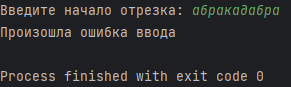 Введите начало отрезка: абракадабра
Произошла ошибка ввода
Process finished with exit code 0